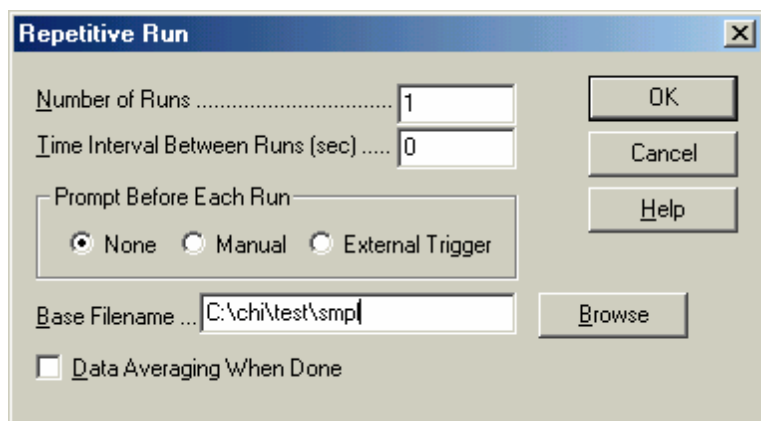 Repetitive Run
Number of Runs ................................ 1
Time Interval Between Runs (sec) ..... 0
Prompt Before Each Run
None Manual External Trigger
Base Filename ... C:\chi\test\smpl
Data Averaging When Done
OK
Cancel
Help
Browse